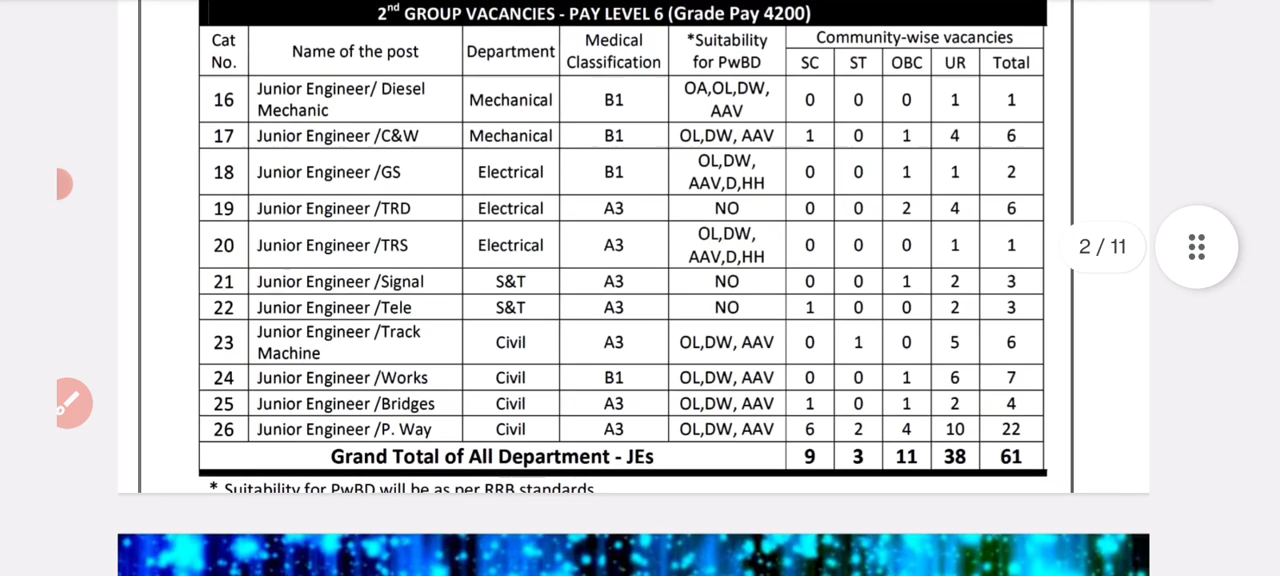 2nd GROUP VACANCIES - PAY LEVEL 6 (Grade Pay 4200)
Cat No. Name of the post Department Medical Classification *Suitability for PwBD Community-wise vacancies
SC ST OBC UR Total
16 Junior Engineer/ Diesel Mechanic Mechanical B1 OA,OL,DW, AAV 0 0 0 1 1
17 Junior Engineer /C&W Mechanical B1 OL,DW, AAV 1 0 1 4 6
18 Junior Engineer /GS Electrical B1 OL,DW, AAV,D,HH 0 0 1 1 2
19 Junior Engineer /TRD Electrical A3 NO 0 0 2 4 6
20 Junior Engineer /TRS Electrical A3 OL,DW, AAV,D,HH 0 0 0 1 1
21 Junior Engineer /Signal S&T A3 NO 0 0 1 2 3
22 Junior Engineer /Tele S&T A3 NO 1 0 0 2 3
23 Junior Engineer /Track Machine Civil A3 OL,DW, AAV 0 1 0 5 6
24 Junior Engineer /Works Civil B1 OL,DW, AAV 0 0 1 6 7
25 Junior Engineer /Bridges Civil A3 OL,DW, AAV 1 0 1 2 4
26 Junior Engineer /P. Way Civil A3 OL,DW, AAV 6 2 4 10 22
Grand Total of All Department - JEs 9 3 11 38 61
* Suitability for PwBD will be as per RRB standards
2 / 11